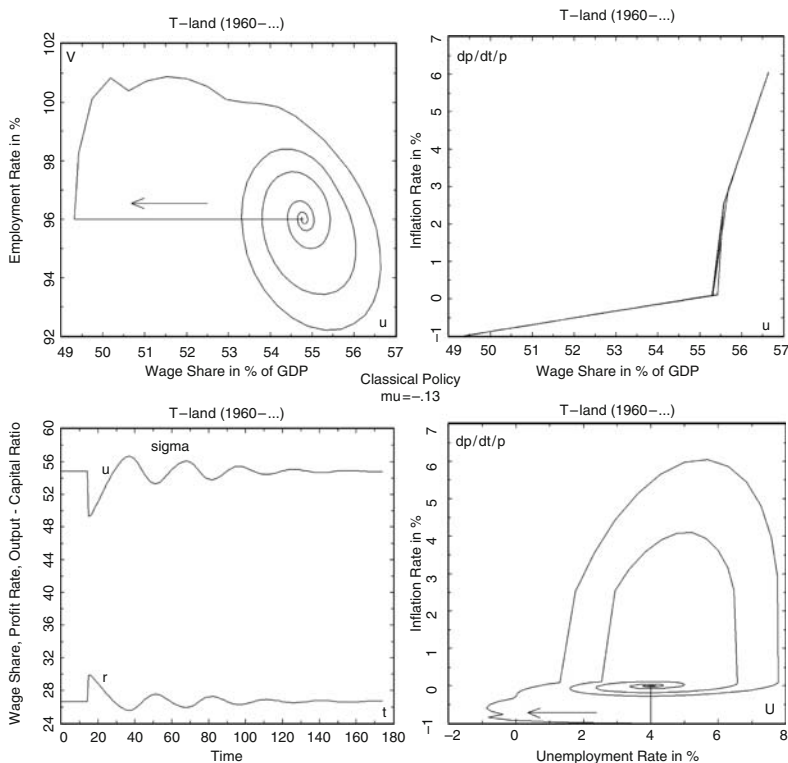 T–land (1960–...)
V
Employment Rate in %
102
100
98
96
94
92
u
49 50 51 52 53 54 55 56 57
Wage Share in % of GDP
T–land (1960–...)
dp/dt/p
Inflation Rate in %
7
6
5
4
3
2
1
0
–1
u
49 50 51 52 53 54 55 56 57
Wage Share in % of GDP
Classical Policy
mu=–.13
T–land (1960–...)
Wage Share, Profit Rate, Output - Capital Ratio
60
56
52
48
44
40
36
32
28
24
sigma
u
r
t
0 20 40 60 80 100 120 140 160 180
Time
T–land (1960–...)
dp/dt/p
Inflation Rate in %
7
6
5
4
3
2
1
0
–1
U
–2 0 2 4 6 8
Unemployment Rate in %